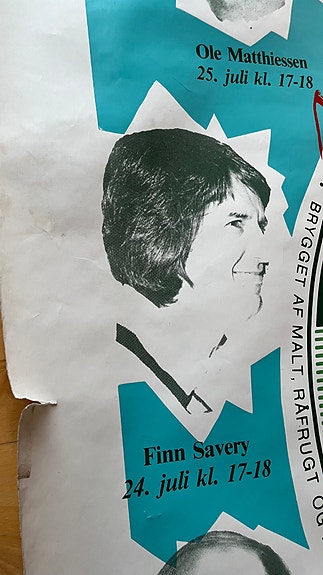 Ole Matthiessen
25. juli kl. 17-18
BRYGGET AF MALT, RÅFRUGT OG
Finn Savery
24. juli kl. 17-18